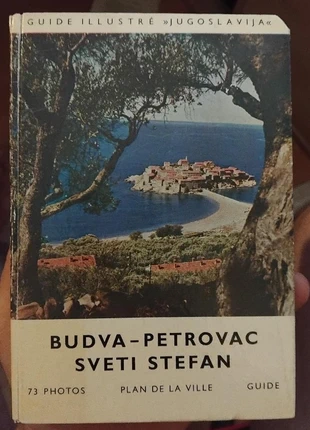 GUIDE ILLUSTRÉ »JUGOSLAVIJA«
BUDVA–PETROVAC
SVETI STEFAN
73 PHOTOS PLAN DE LA VILLE GUIDE